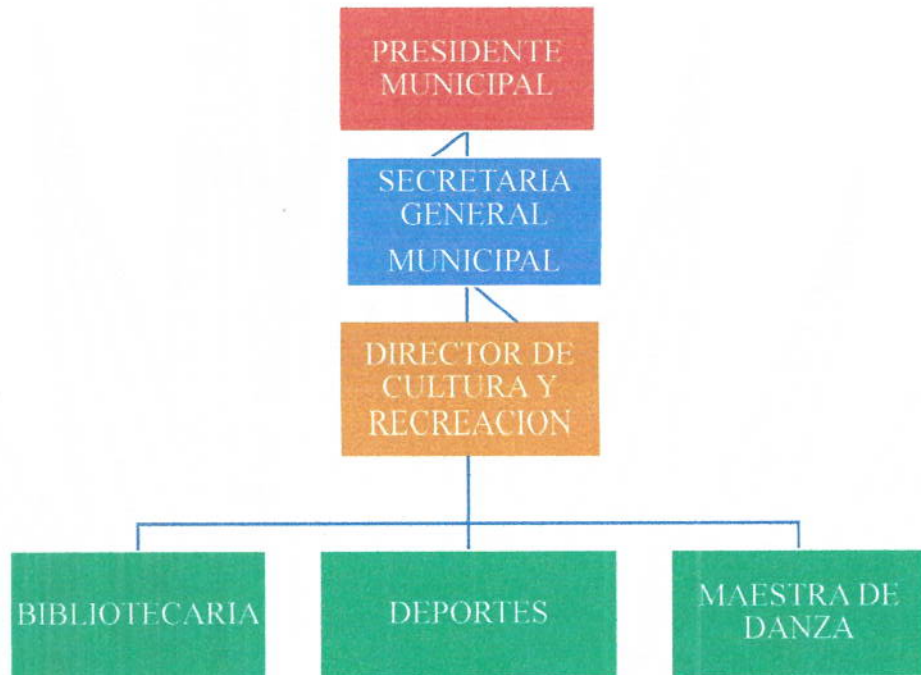 PRESIDENTE
MUNICIPAL
SECRETARIA
GENERAL
MUNICIPAL
DIRECTOR DE
CULTURA Y
RECREACION
BIBLIOTECARIA
DEPORTES
MAESTRA DE
DANZA